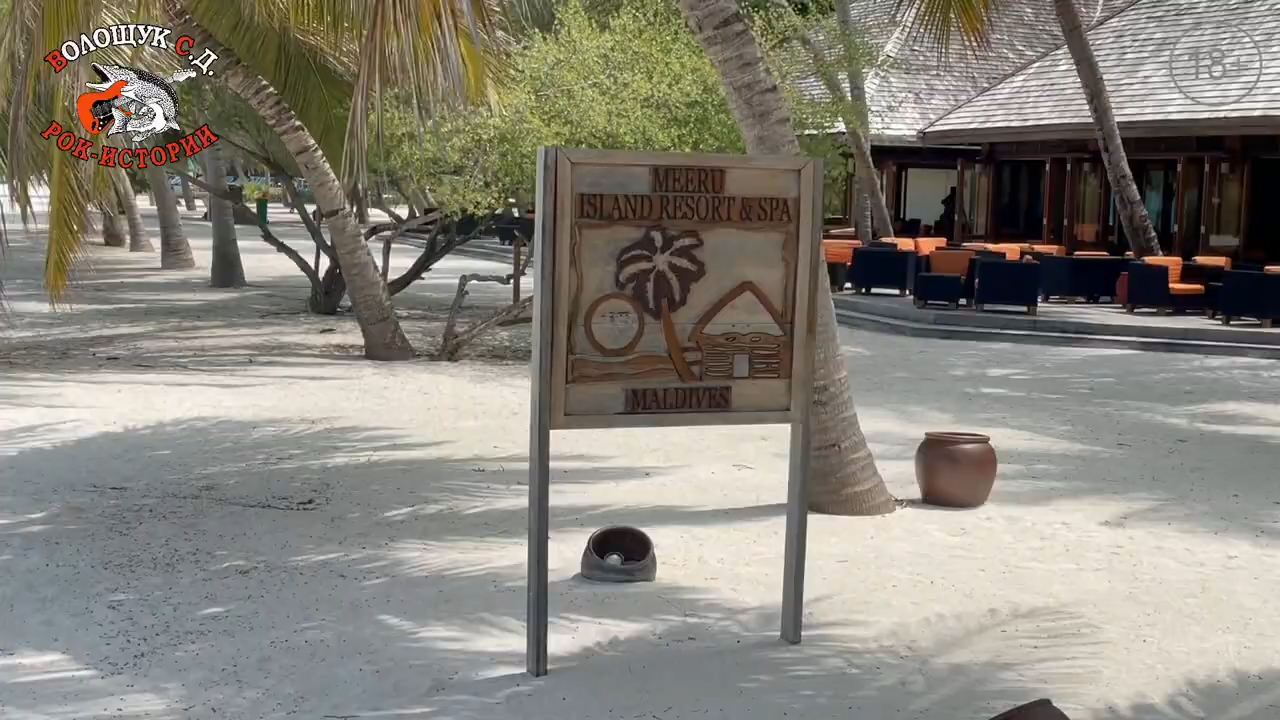 ВОЛОЩУК С.Д.
РОК-ИСТОРИИ
18+
MEERU
ISLAND RESORT & SPA
MALDIVES